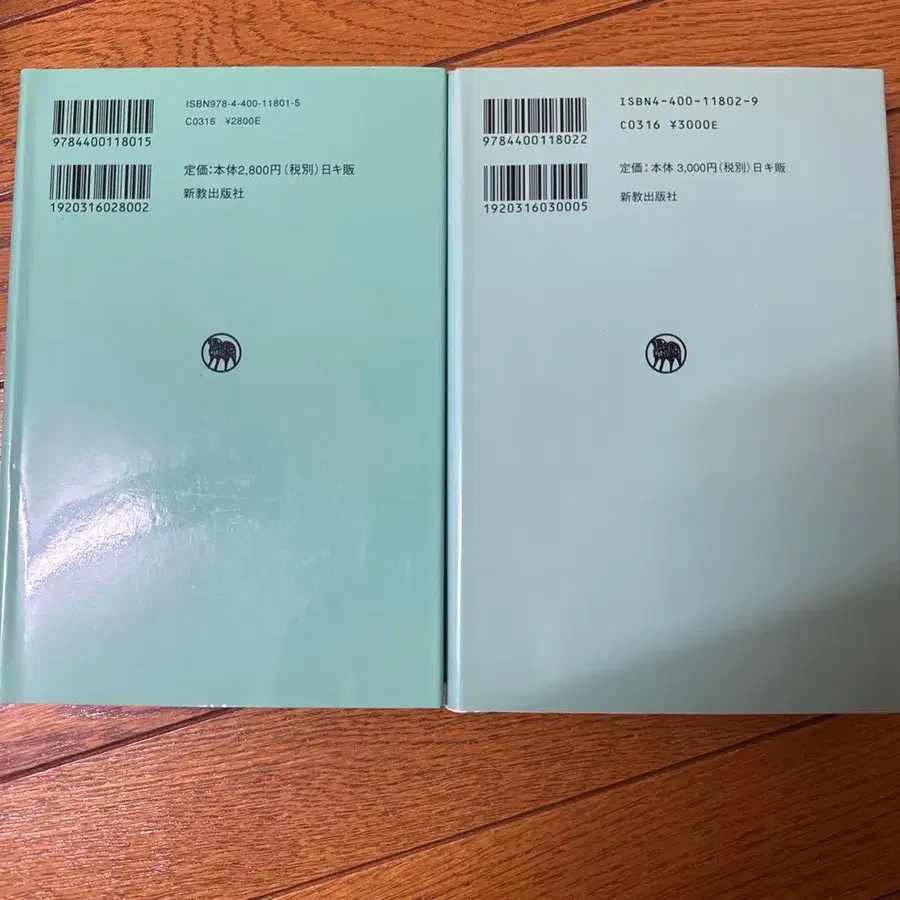 ISBN978-4-400-11801-5
C0316 ¥2800E
9784400118015
定価:本体2,800円(税別)日キ販
新教出版社
1920316028002
ISBN4-400-11802-9
C0316 ¥3000E
9784400118022
定価:本体 3,000円(税別)日キ販
新教出版社
1920316030005